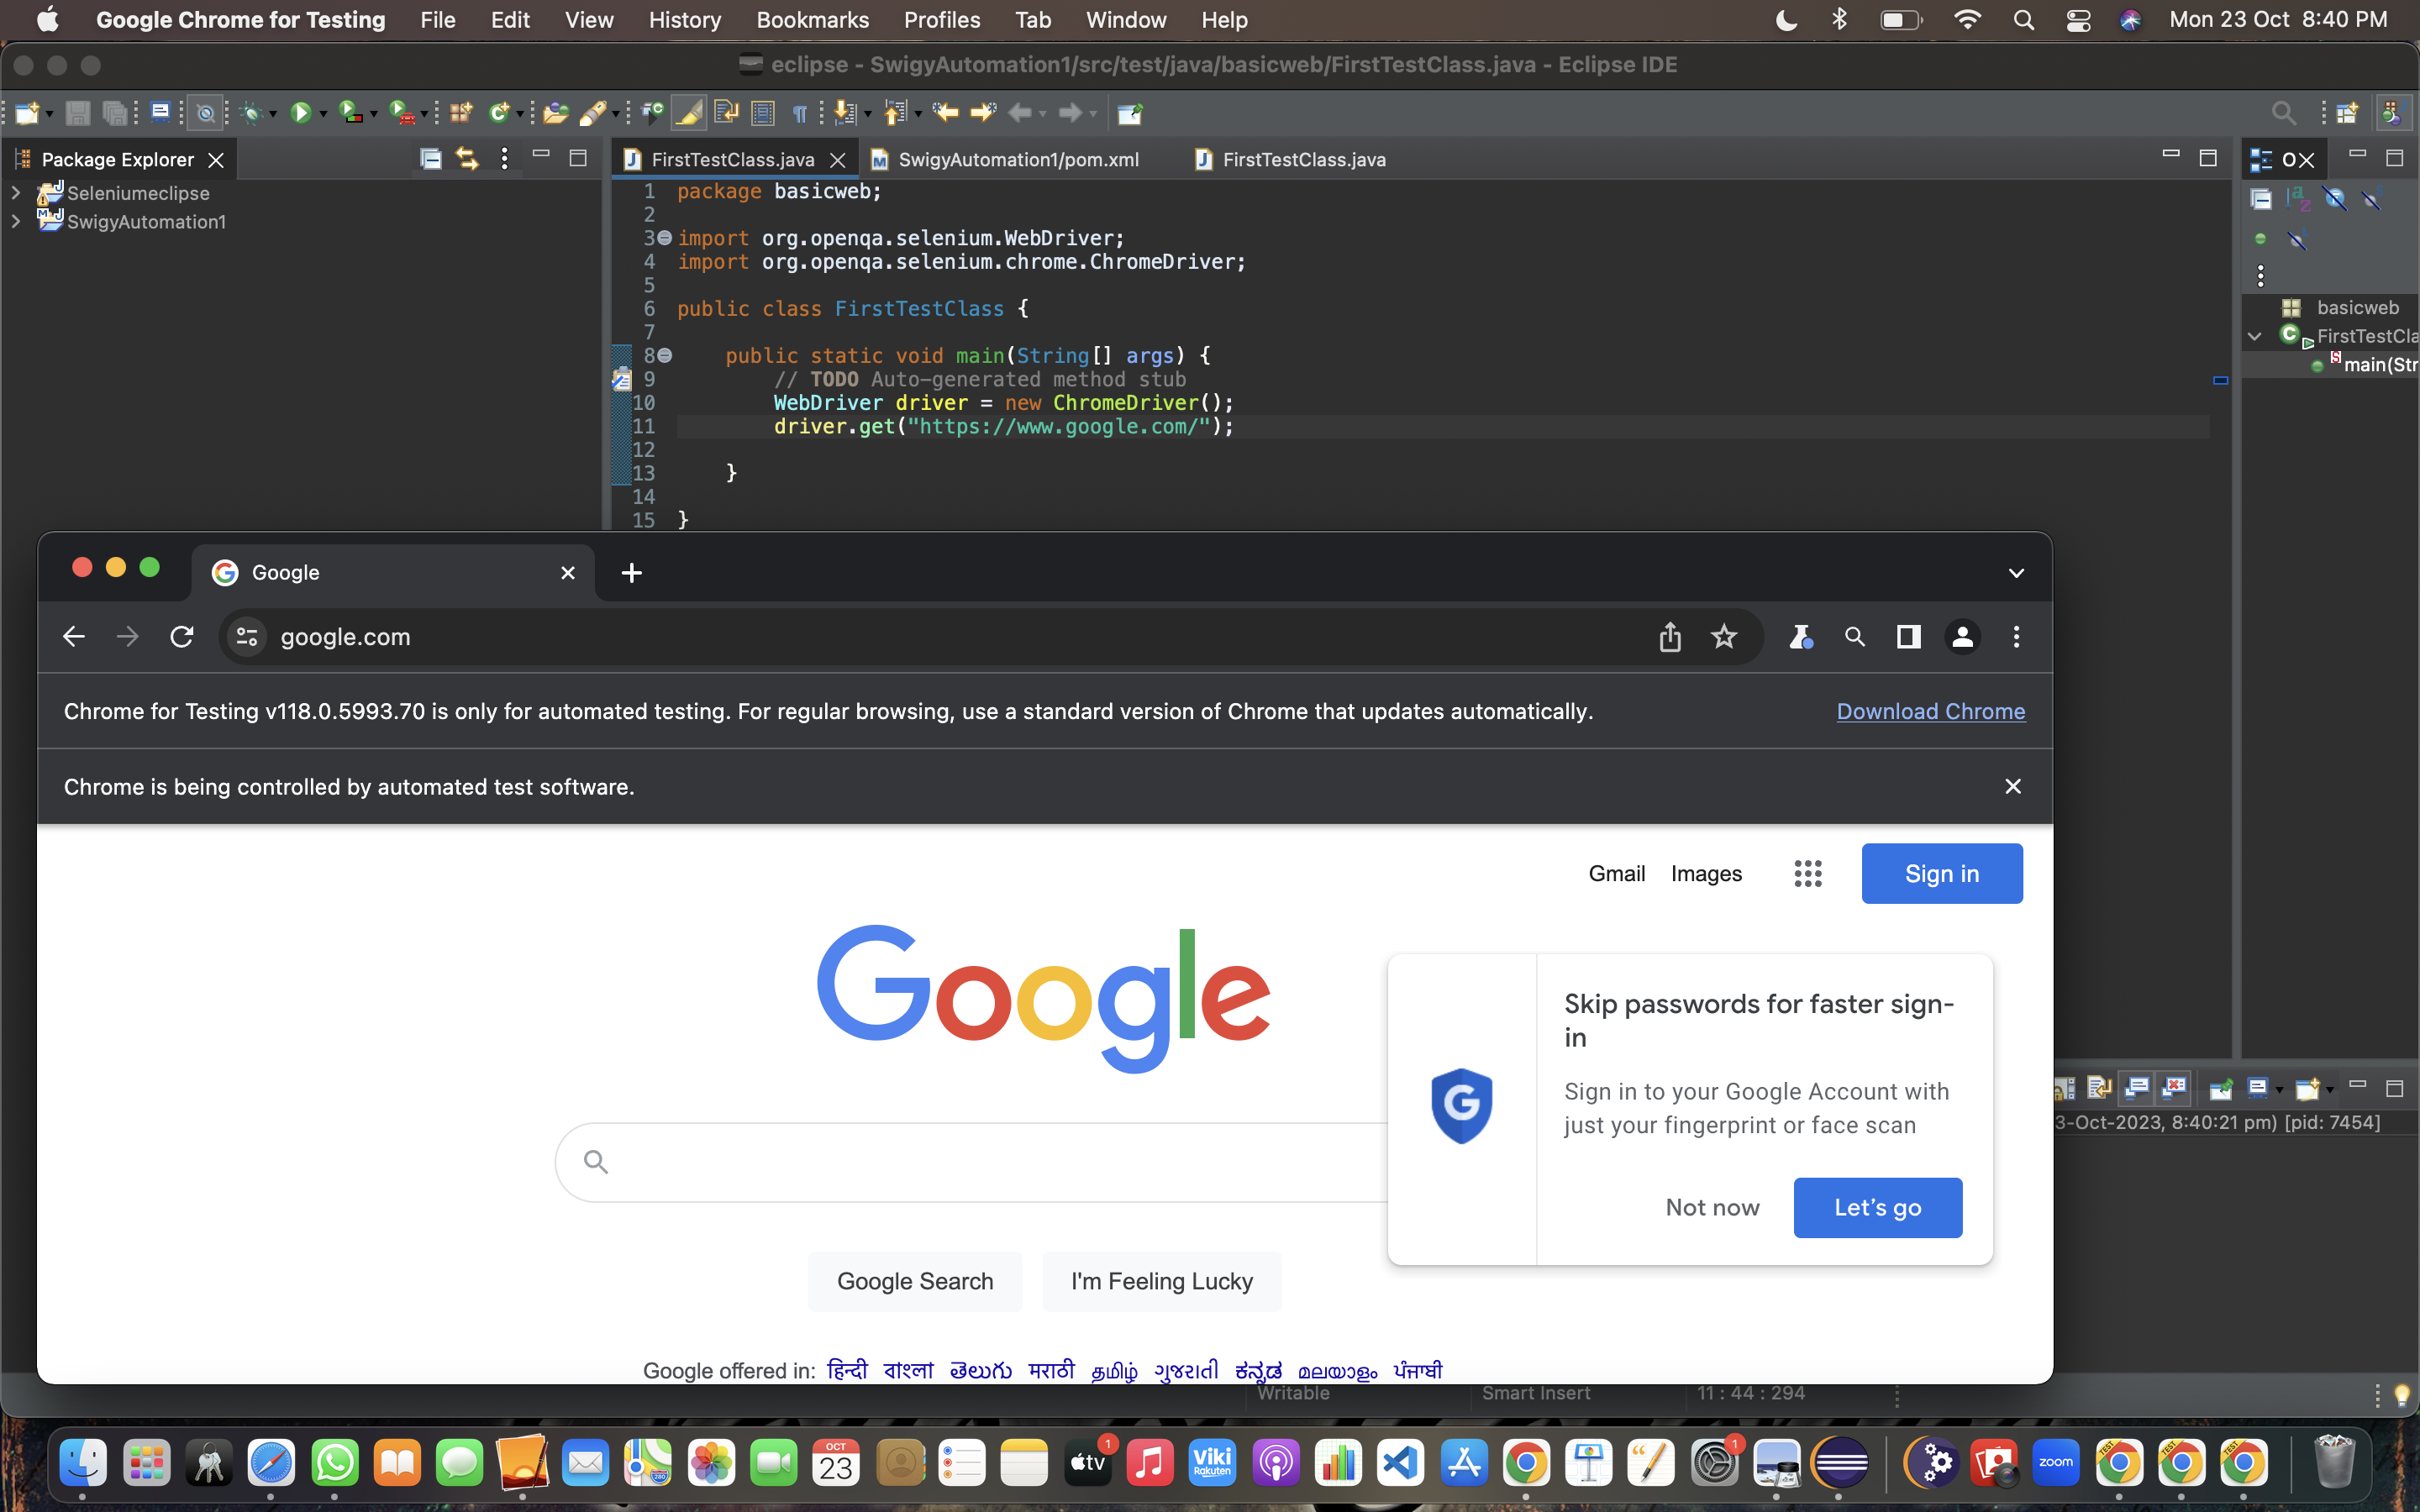 Google Chrome for Testing File Edit View History Bookmarks Profiles Tab Window Help Mon 23 Oct 8:40 PM
eclipse - SwigyAutomation1/src/test/java/basicweb/FirstTestClass.java - Eclipse IDE
Package Explorer
Seleniumeclipse
SwigyAutomation1
FirstTestClass.java SwigyAutomation1/pom.xml FirstTestClass.java
1 package basicweb;
2
3 import org.openqa.selenium.WebDriver;
4 import org.openqa.selenium.chrome.ChromeDriver;
5
6 public class FirstTestClass {
7
8 public static void main(String[] args) {
9 // TODO Auto-generated method stub
10 WebDriver driver = new ChromeDriver();
11 driver.get("https://www.google.com/");
12
13 }
14
15 }
basicweb
FirstTestCla
main(Str
Google
google.com
Chrome for Testing v118.0.5993.70 is only for automated testing. For regular browsing, use a standard version of Chrome that updates automatically. Download Chrome
Chrome is being controlled by automated test software.
Gmail Images Sign in
Google
Skip passwords for faster sign-
in
Sign in to your Google Account with
just your fingerprint or face scan
Not now Let's go
Google Search I'm Feeling Lucky
Google offered in: हिन्दी বাংলা తెలుగు मराठी தமிழ் ગુજરાતી ಕನ್ನಡ മലയാളം ਪੰਜਾਬੀ
3-Oct-2023, 8:40:21 pm) [pid: 7454]
Writable Smart Insert 11 : 44 : 294
280
OCT
23
tv
1
Viki
Rakuten
1
zoom
TEST
TEST
TEST